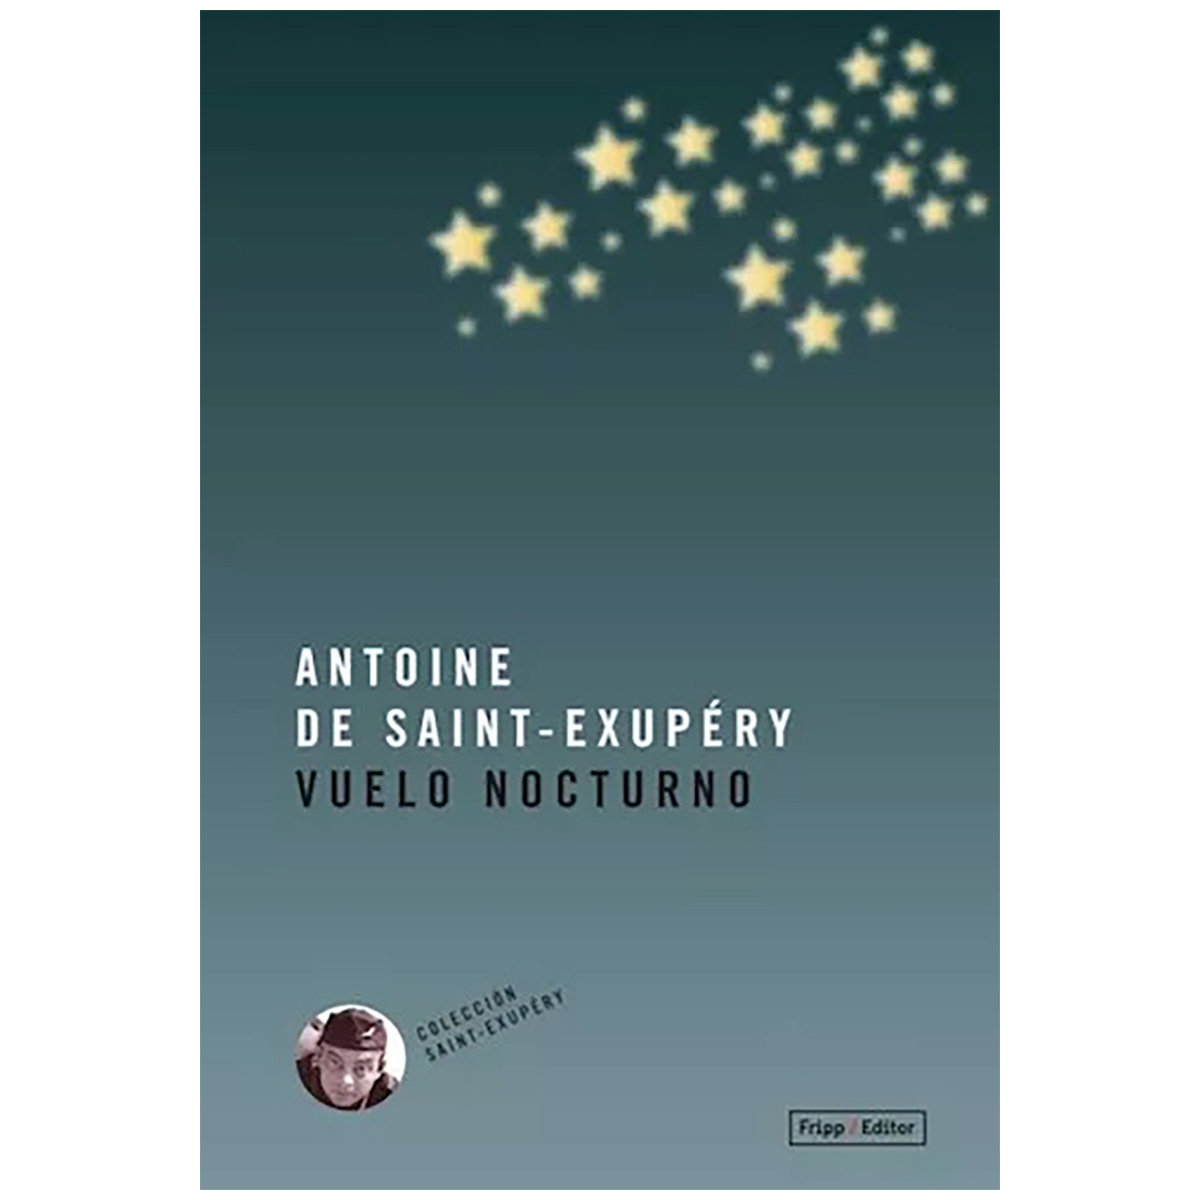 ANTOINE
DE SAINT-EXUPÉRY
VUELO NOCTURNO
COLECCIÓN
SAINT-EXUPÉRY
Fripp/Editor